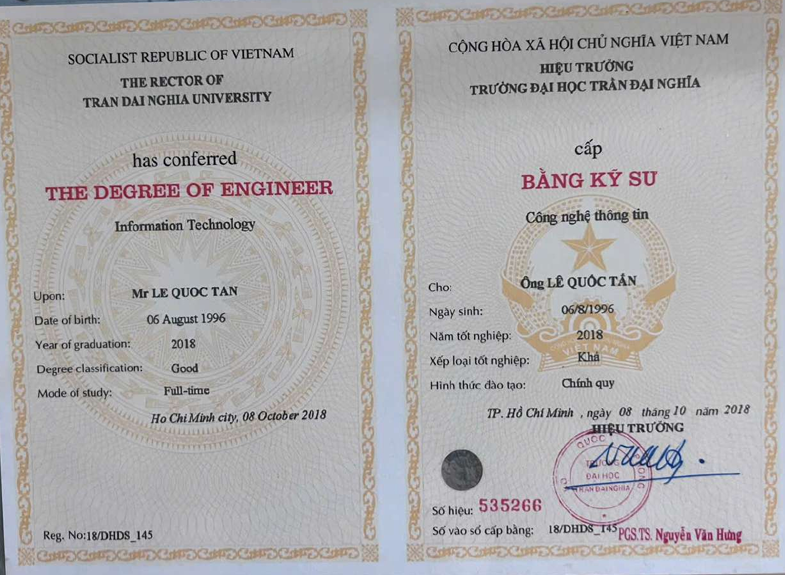 SOCIALIST REPUBLIC OF VIETNAM
THE RECTOR OF
TRAN DAI NGHIA UNIVERSITY
has conferred
THE DEGREE OF ENGINEER
Information Technology
Upon: Mr LE QUOC TAN
Date of birth: 06 August 1996
Year of graduation: 2018
Degree classification: Good
Mode of study: Full-time
Ho Chi Minh city, 08 October 2018
Reg. No:18/DHDS_145
CỘNG HÒA XÃ HỘI CHỦ NGHĨA VIỆT NAM
HIỆU TRƯỞNG
TRƯỜNG ĐẠI HỌC TRẦN ĐẠI NGHĨA
cấp
BẰNG KỸ SƯ
Công nghệ thông tin
Cho: Ông LÊ QUỐC TẤN
Ngày sinh: 06/8/1996
Năm tốt nghiệp: 2018
VIỆT NAM
Xếp loại tốt nghiệp: Khá
Hình thức đào tạo: Chính quy
TP. Hồ Chí Minh , ngày 08 tháng 10 năm 2018
HIỆU TRƯỞNG
QUỐC PHÒNG
TRƯỜNG
ĐẠI HỌC
TRẦN ĐẠI NGHĨA
Số hiệu: 535266
Số vào sổ cấp bằng: 18/DHDS_145
PGS.TS. Nguyễn Văn Hưng